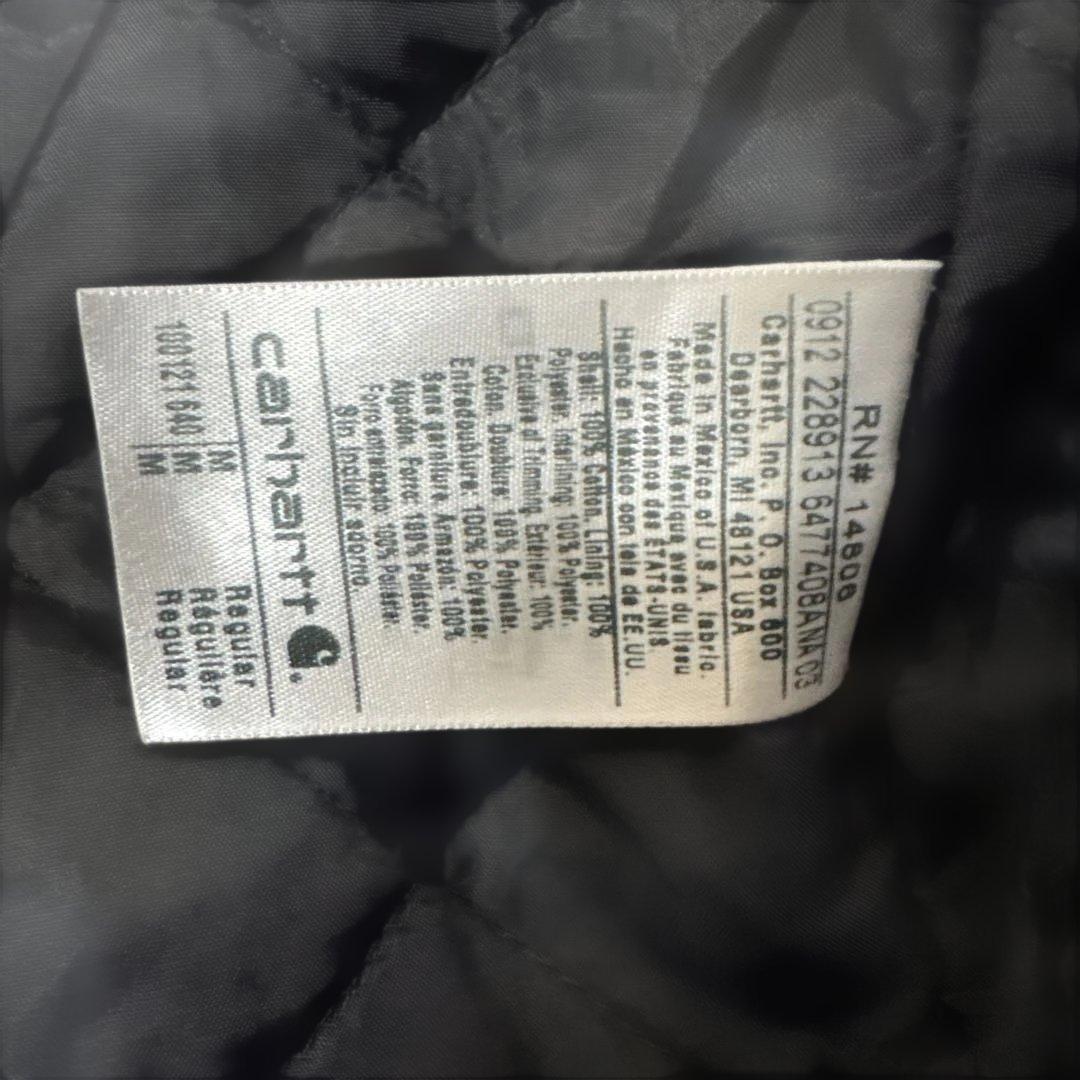 RN# 14806
0912 228913 647740BANA 03
Carhartt, Inc. P. O. Box 600
Dearborn, MI 48121 USA
Made in Mexico of U.S.A. fabric.
Fabriqué au Mexique avec du tissu
en provenance des ÉTATS-UNIS
Hecho en México con tela de EE.UU.
Shell: 100% Cotton. Lining: 100%
Polyester. Interlining: 100% Polyester.
Exclusive of Trimming. Extérieur: 100%
Coton. Doublure: 100% Polyester.
Entredoublure: 100% Polyester.
Sans garniture. Armazón: 100%
Algodón. Forro: 100% Poliéster.
Forro 100% Poliéster.
Sin incluir adorno.
carhartt
M Regular
100121 640 M Régulière
M Regular